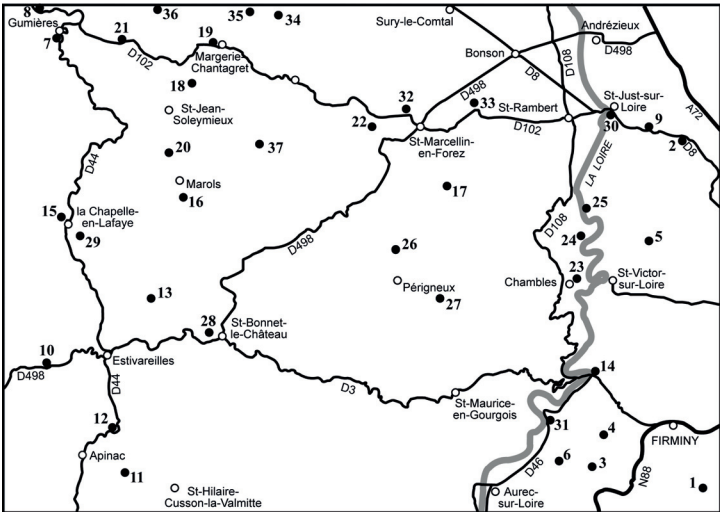 8
36
35
34
Sury-le-Comtal
Andrézieux
Gumières
7
21
19
D102
Margerie-
Chantagret
Bonson
D108
D498
D8
A72
18
St-Jean-
Soleymieux
32
D498
33
St-Rambert
St-Just-sur-
Loire
30
9
22
St-Marcellin-
en-Forez
D102
2
D8
D44
20
37
LA LOIRE
Marols
16
17
15
la Chapelle-
en-Lafaye
29
D498
25
D108
24
5
26
13
Périgneux
27
Chambles
23
St-Victor-
sur-Loire
28
St-Bonnet-
le-Château
10
Estivareilles
D498
D44
D3
14
St-Maurice-
en-Gourgois
12
31
4
FIRMINY
Apinac
11
D46
6
3
N88
1
St-Hilaire-
Cusson-la-Valmitte
Aurec-
sur-Loire